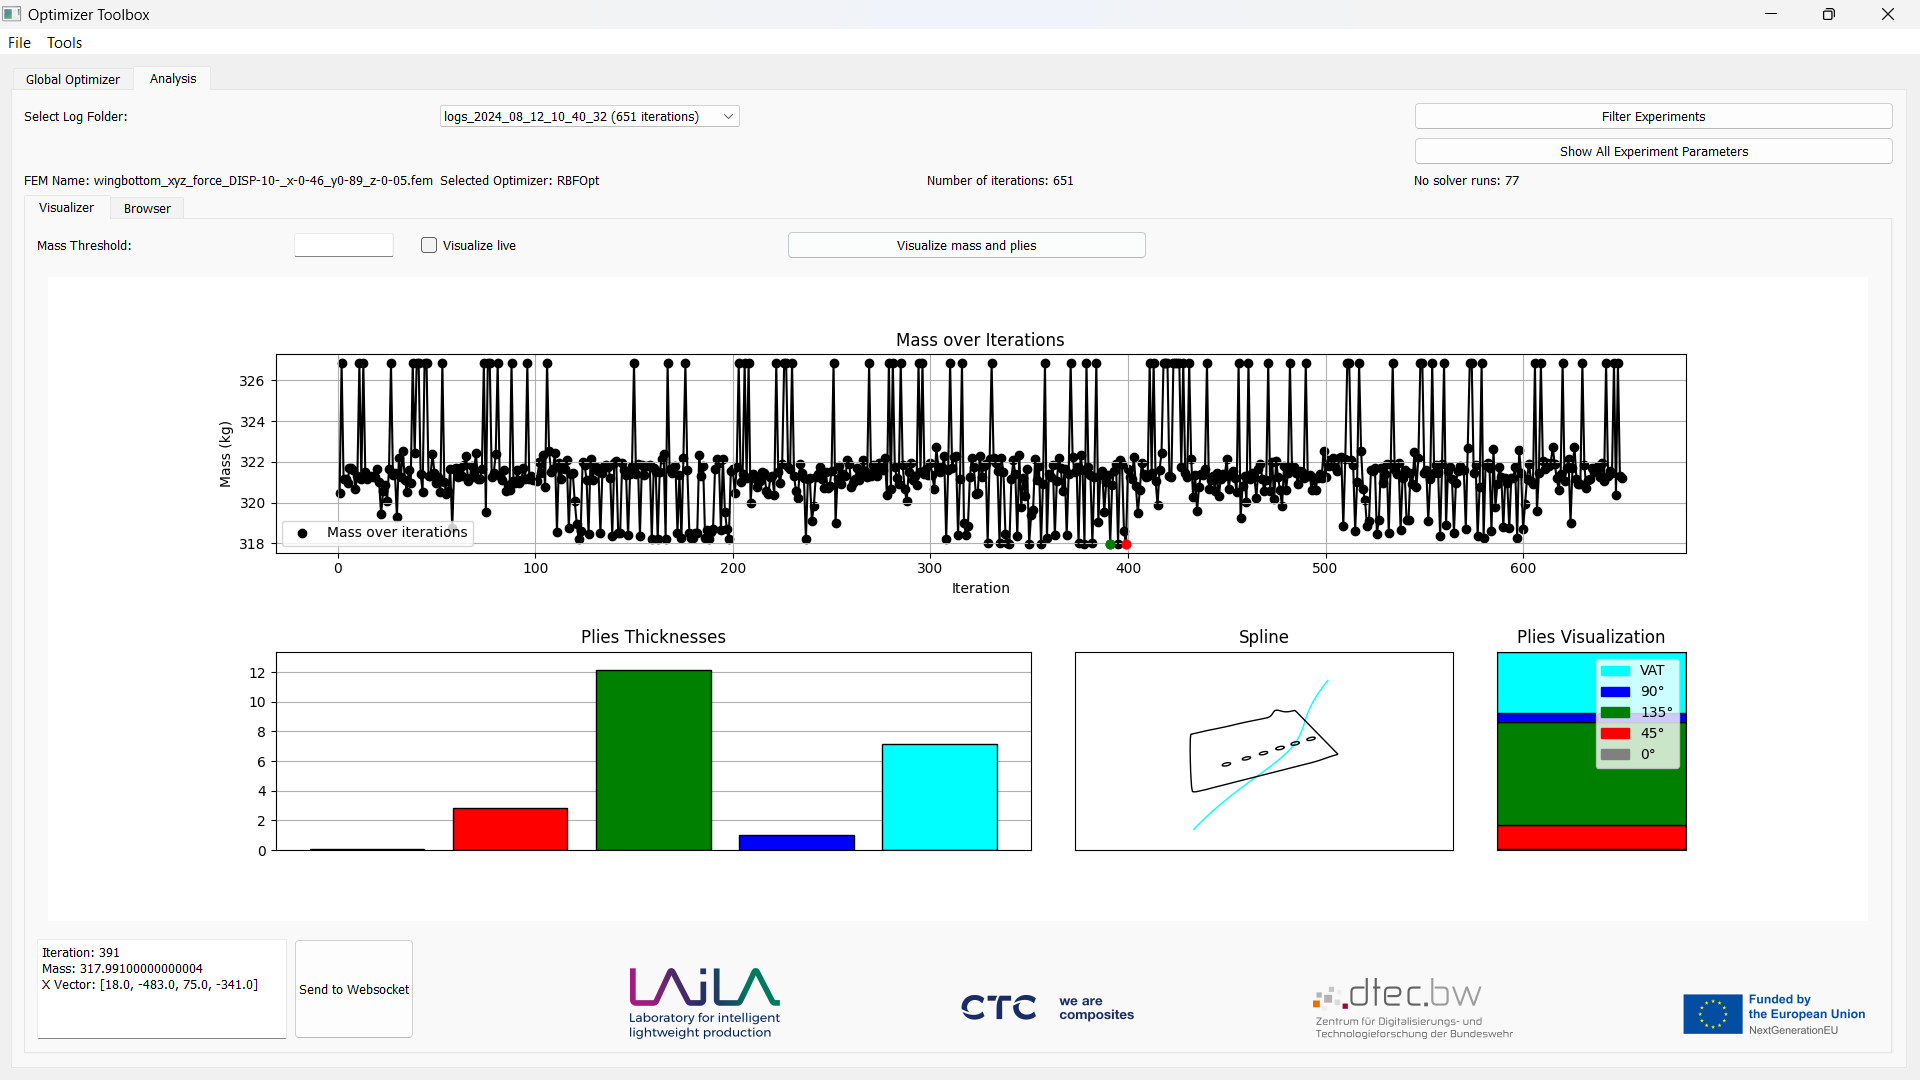 Optimizer Toolbox
File Tools
Global Optimizer Analysis
Select Log Folder: logs_2024_08_12_10_40_32 (651 iterations) Filter Experiments
Show All Experiment Parameters
FEM Name: wingbottom_xyz_force_DISP-10-_x-0-46_y0-89_z-0-05.fem Selected Optimizer: RBFOpt Number of iterations: 651 No solver runs: 77
Visualizer Browser
Mass Threshold: Visualize live Visualize mass and plies
Mass over Iterations
Mass (kg)
326
324
322
320
318
Mass over iterations
0 100 200 300 400 500 600
Iteration
Plies Thicknesses
12
10
8
6
4
2
0
Spline
Plies Visualization
VAT
90°
135°
45°
0°
Iteration: 391
Mass: 317.99100000000004
X Vector: [18.0, -483.0, 75.0, -341.0]
Send to Websocket
LAiLA
Laboratory for intelligent
lightweight production
CTC
we are
composites
dtec.bw
Zentrum für Digitalisierungs- und
Technologieforschung der Bundeswehr
Funded by
the European Union
NextGenerationEU